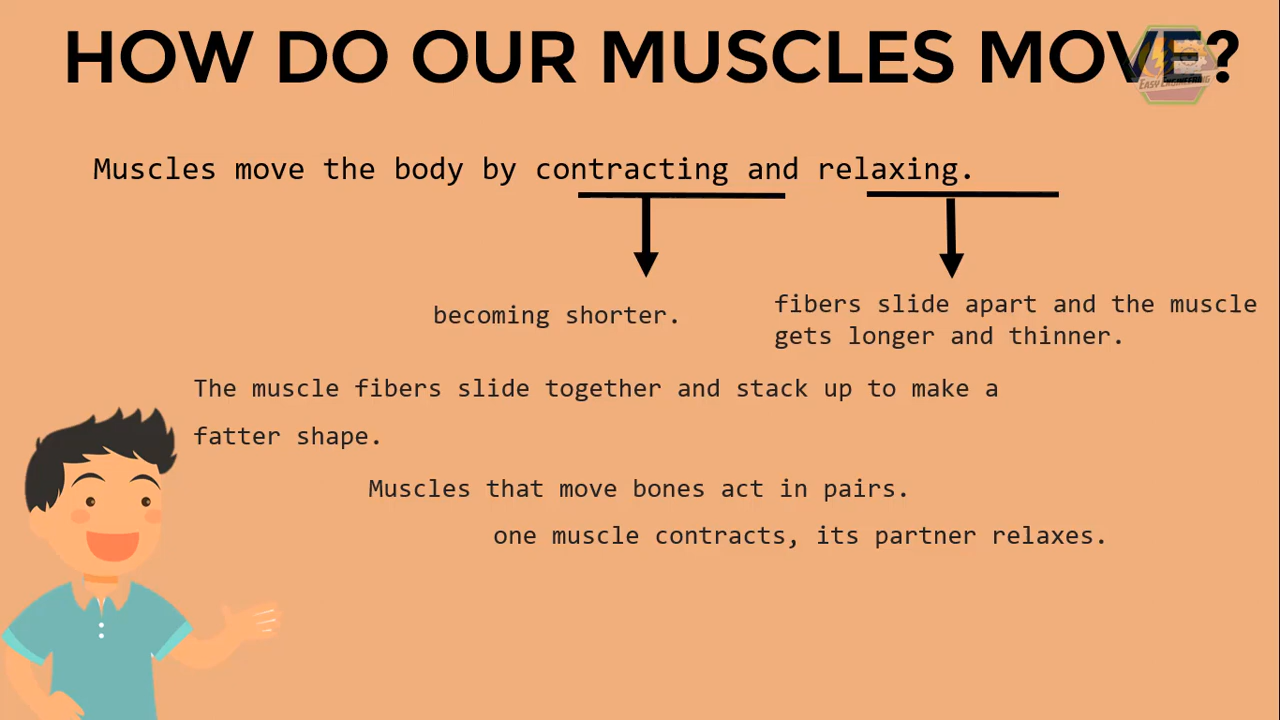 HOW DO OUR MUSCLES MOVE?
EASY ENGINEERING
Muscles move the body by contracting and relaxing.
becoming shorter.
fibers slide apart and the muscle
gets longer and thinner.
The muscle fibers slide together and stack up to make a
fatter shape.
Muscles that move bones act in pairs.
one muscle contracts, its partner relaxes.